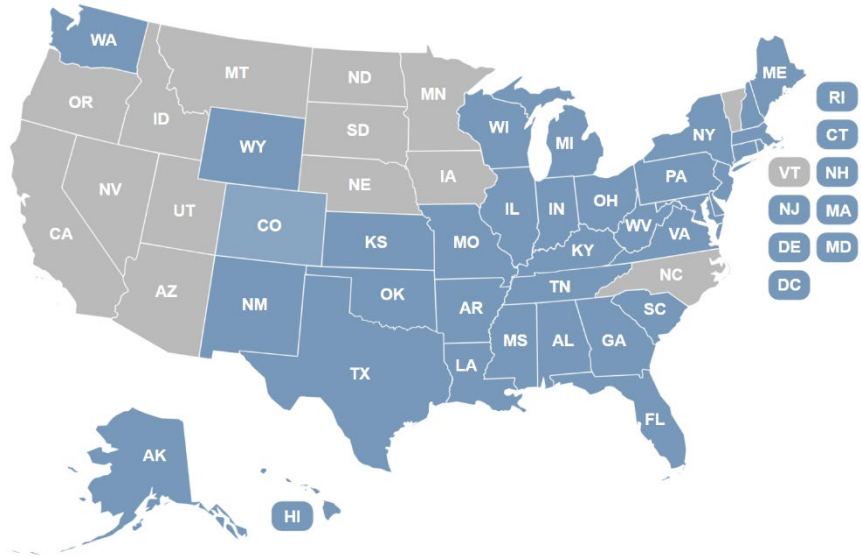 WA
MT
ND
MN
ME
OR
ID
SD
WI
MI
NY
RI
CT
WY
NE
IA
PA
VT
NH
NV
UT
CO
IL
IN
OH
WV
VA
NJ
MA
CA
KS
MO
KY
DE
MD
AZ
NM
OK
AR
TN
NC
DC
SC
TX
LA
MS
AL
GA
FL
AK
HI